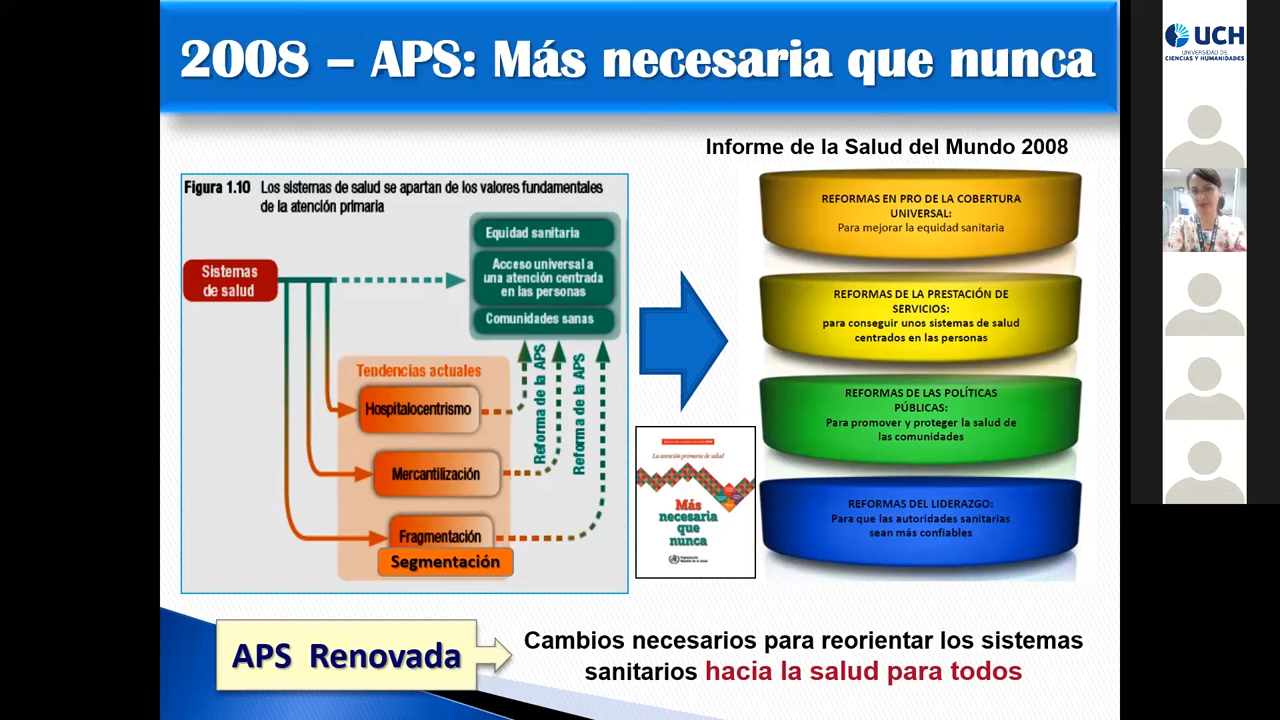 2008 – APS: Más necesaria que nunca
Informe de la Salud del Mundo 2008
Figura 1.10 Los sistemas de salud se apartan de los valores fundamentales
de la atención primaria
Sistemas
de salud
Equidad sanitaria
Acceso universal a
una atención centrada
en las personas
Comunidades sanas
Tendencias actuales
Hospitalocentrismo
Mercantilización
Fragmentación
Segmentación
Reforma de la APS
Reforma de la APS
REFORMAS EN PRO DE LA COBERTURA
UNIVERSAL:
Para mejorar la equidad sanitaria
REFORMAS DE LA PRESTACIÓN DE
SERVICIOS:
para conseguir unos sistemas de salud
centrados en las personas
REFORMAS DE LAS POLÍTICAS
PÚBLICAS:
Para promover y proteger la salud de
las comunidades
REFORMAS DEL LIDERAZGO:
Para que las autoridades sanitarias
sean más confiables
La atención primaria de salud
Más
necesaria
que
nunca
Organización
Mundial de la Salud
APS Renovada
Cambios necesarios para reorientar los sistemas
sanitarios hacia la salud para todos
UCH
UNIVERSIDAD DE
CIENCIAS Y HUMANIDADES